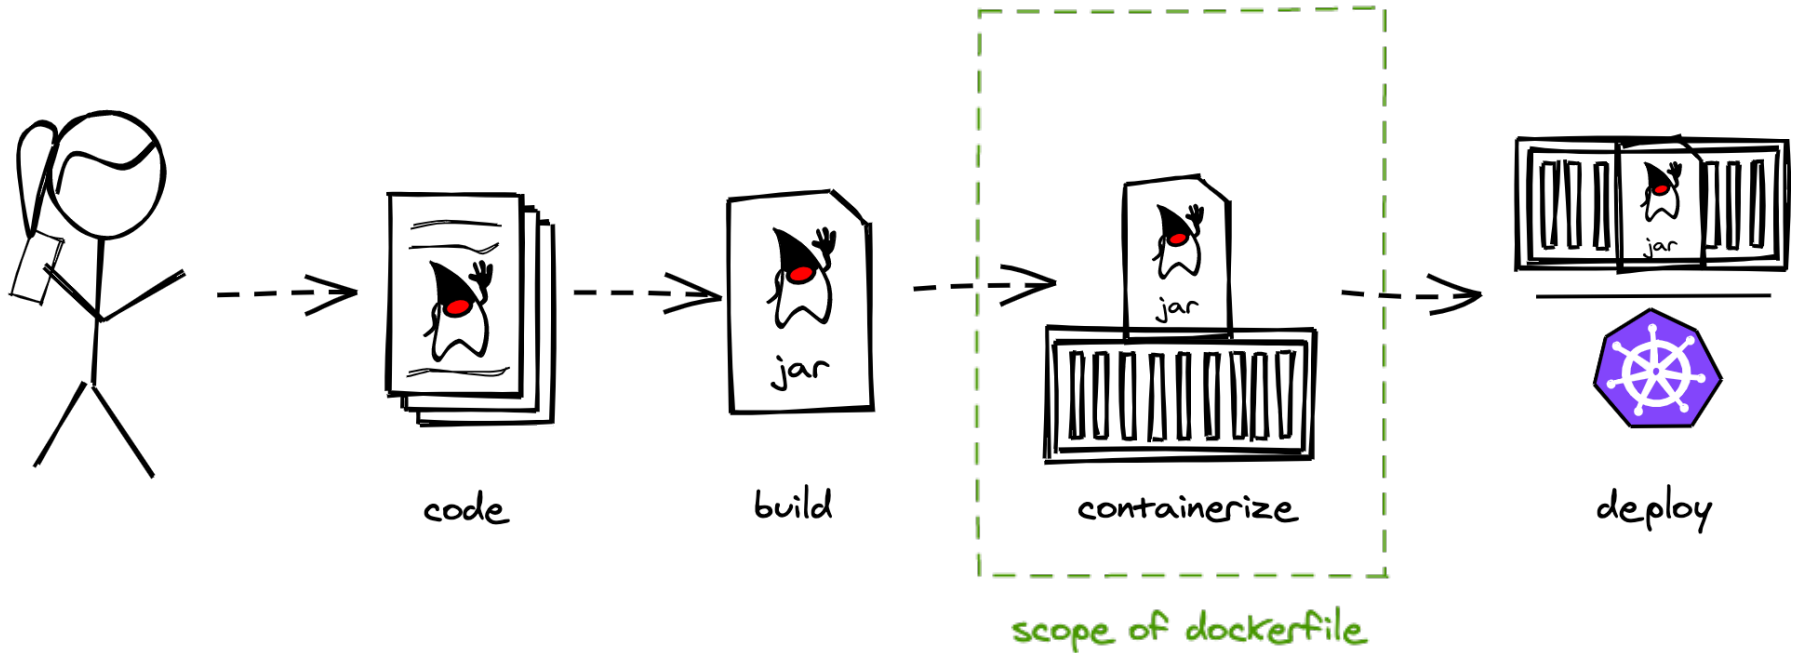 jar
jar
jar
code
build
containerize
deploy
scope of dockerfile